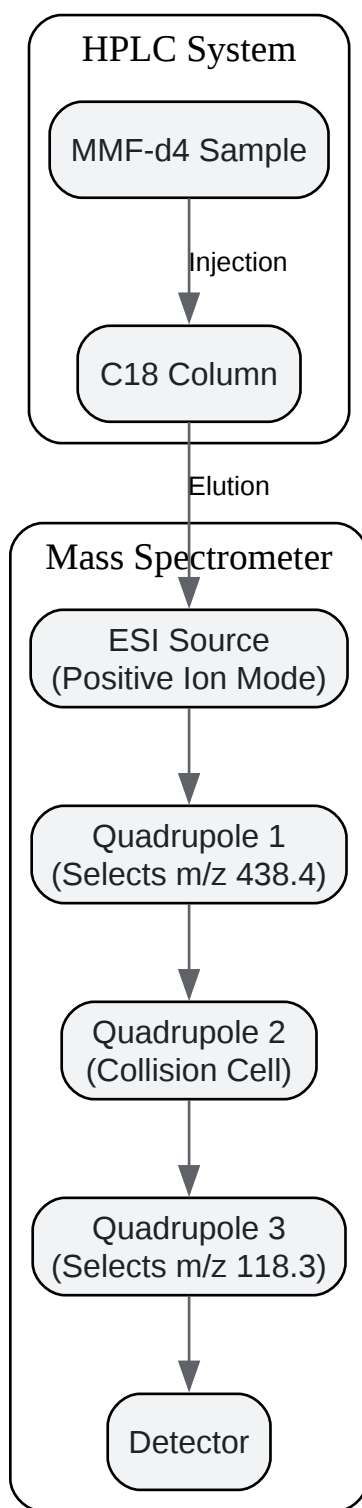 HPLC System
MMF-d4 Sample
Injection
C18 Column
Elution
Mass Spectrometer
ESI Source
(Positive Ion Mode)
Quadrupole 1
(Selects m/z 438.4)
Quadrupole 2
(Collision Cell)
Quadrupole 3
(Selects m/z 118.3)
Detector